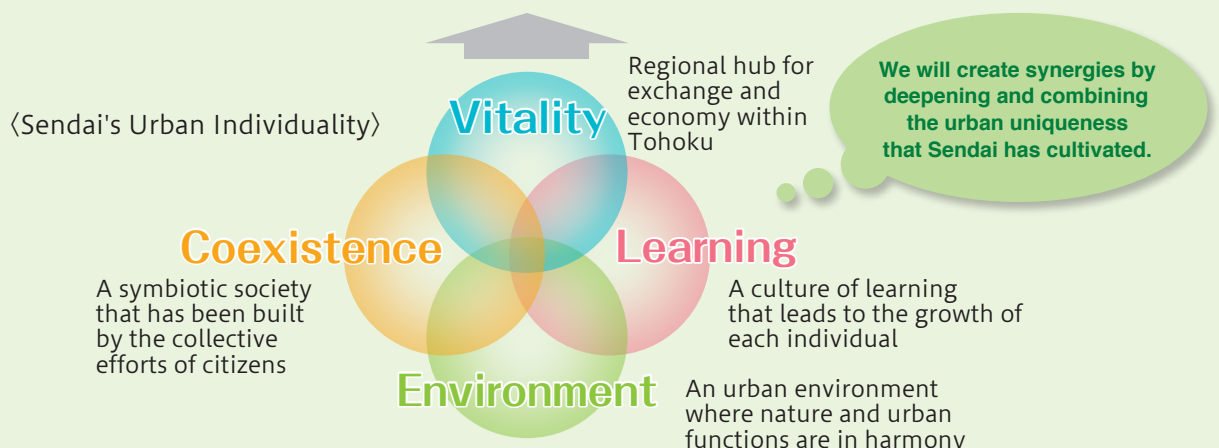 〈Sendai's Urban Individuality〉
Vitality
Regional hub for
exchange and
economy within
Tohoku
We will create synergies by
deepening and combining
the urban uniqueness
that Sendai has cultivated.
Coexistence
A symbiotic society
that has been built
by the collective
efforts of citizens
Learning
A culture of learning
that leads to the growth of
each individual
Environment
An urban environment
where nature and urban
functions are in harmony